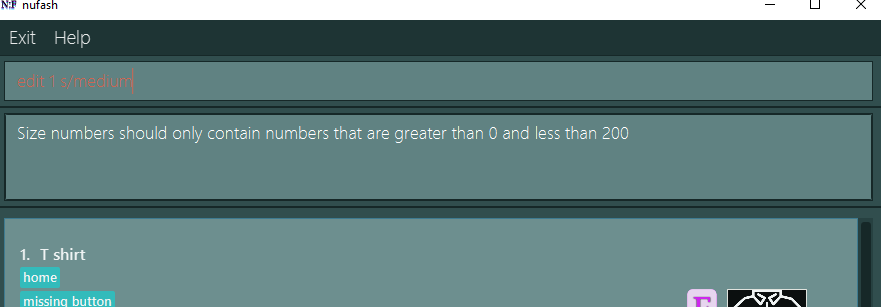 N:F nufash
Exit Help
edit 1 s/medium
Size numbers should only contain numbers that are greater than 0 and less than 200
1. T shirt
home
missing button
F